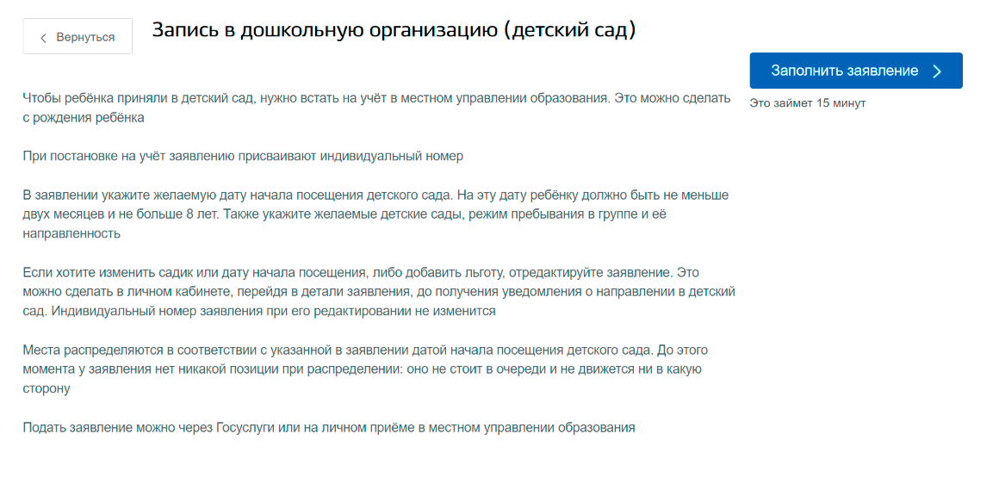 Вернуться
Запись в дошкольную организацию (детский сад)
Заполнить заявление
Это займет 15 минут
Чтобы ребёнка приняли в детский сад, нужно встать на учёт в местном управлении образования. Это можно сделать
с рождения ребёнка
При постановке на учёт заявлению присваивают индивидуальный номер
В заявлении укажите желаемую дату начала посещения детского сада. На эту дату ребёнку должно быть не меньше
двух месяцев и не больше 8 лет. Также укажите желаемые детские сады, режим пребывания в группе и её
направленность
Если хотите изменить садик или дату начала посещения, либо добавить льготу, отредактируйте заявление. Это
можно сделать в личном кабинете, перейдя в детали заявления, до получения уведомления о направлении в детский
сад. Индивидуальный номер заявления при его редактировании не изменится
Места распределяются в соответствии с указанной в заявлении датой начала посещения детского сада. До этого
момента у заявления нет никакой позиции при распределении: оно не стоит в очереди и не движется ни в какую
сторону
Подать заявление можно через Госуслуги или на личном приёме в местном управлении образования